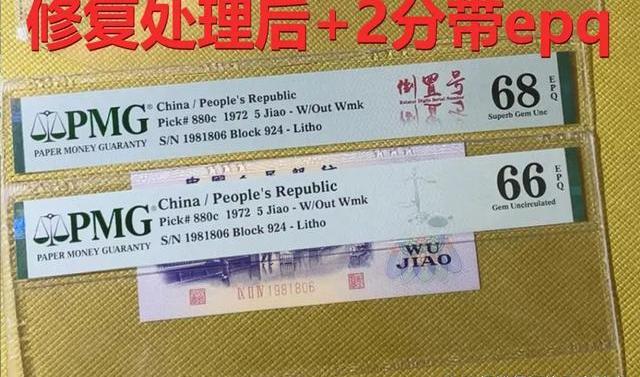 修复处理后+2分带epq
PMG
PAPER MONEY GUARANTY
China / People's Republic
Pick# 880c 1972 5 Jiao - W/Out Wmk
S/N 1981806 Block 924 - Litho
倒置号
68
EPQ
Superb Gem Unc
PMG
PAPER MONEY GUARANTY
China / People's Republic
Pick# 880c 1972 5 Jiao - W/Out Wmk
S/N 1981806 Block 924 - Litho
66
EPQ
Gem Uncirculated
WU
JIAO
1981806